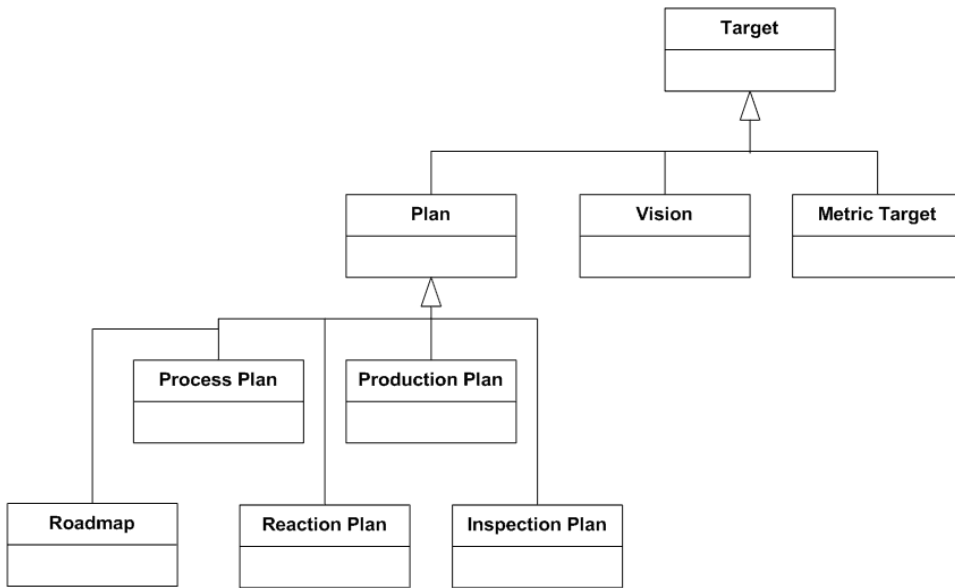 Target
Plan
Vision
Metric Target
Process Plan
Production Plan
Roadmap
Reaction Plan
Inspection Plan